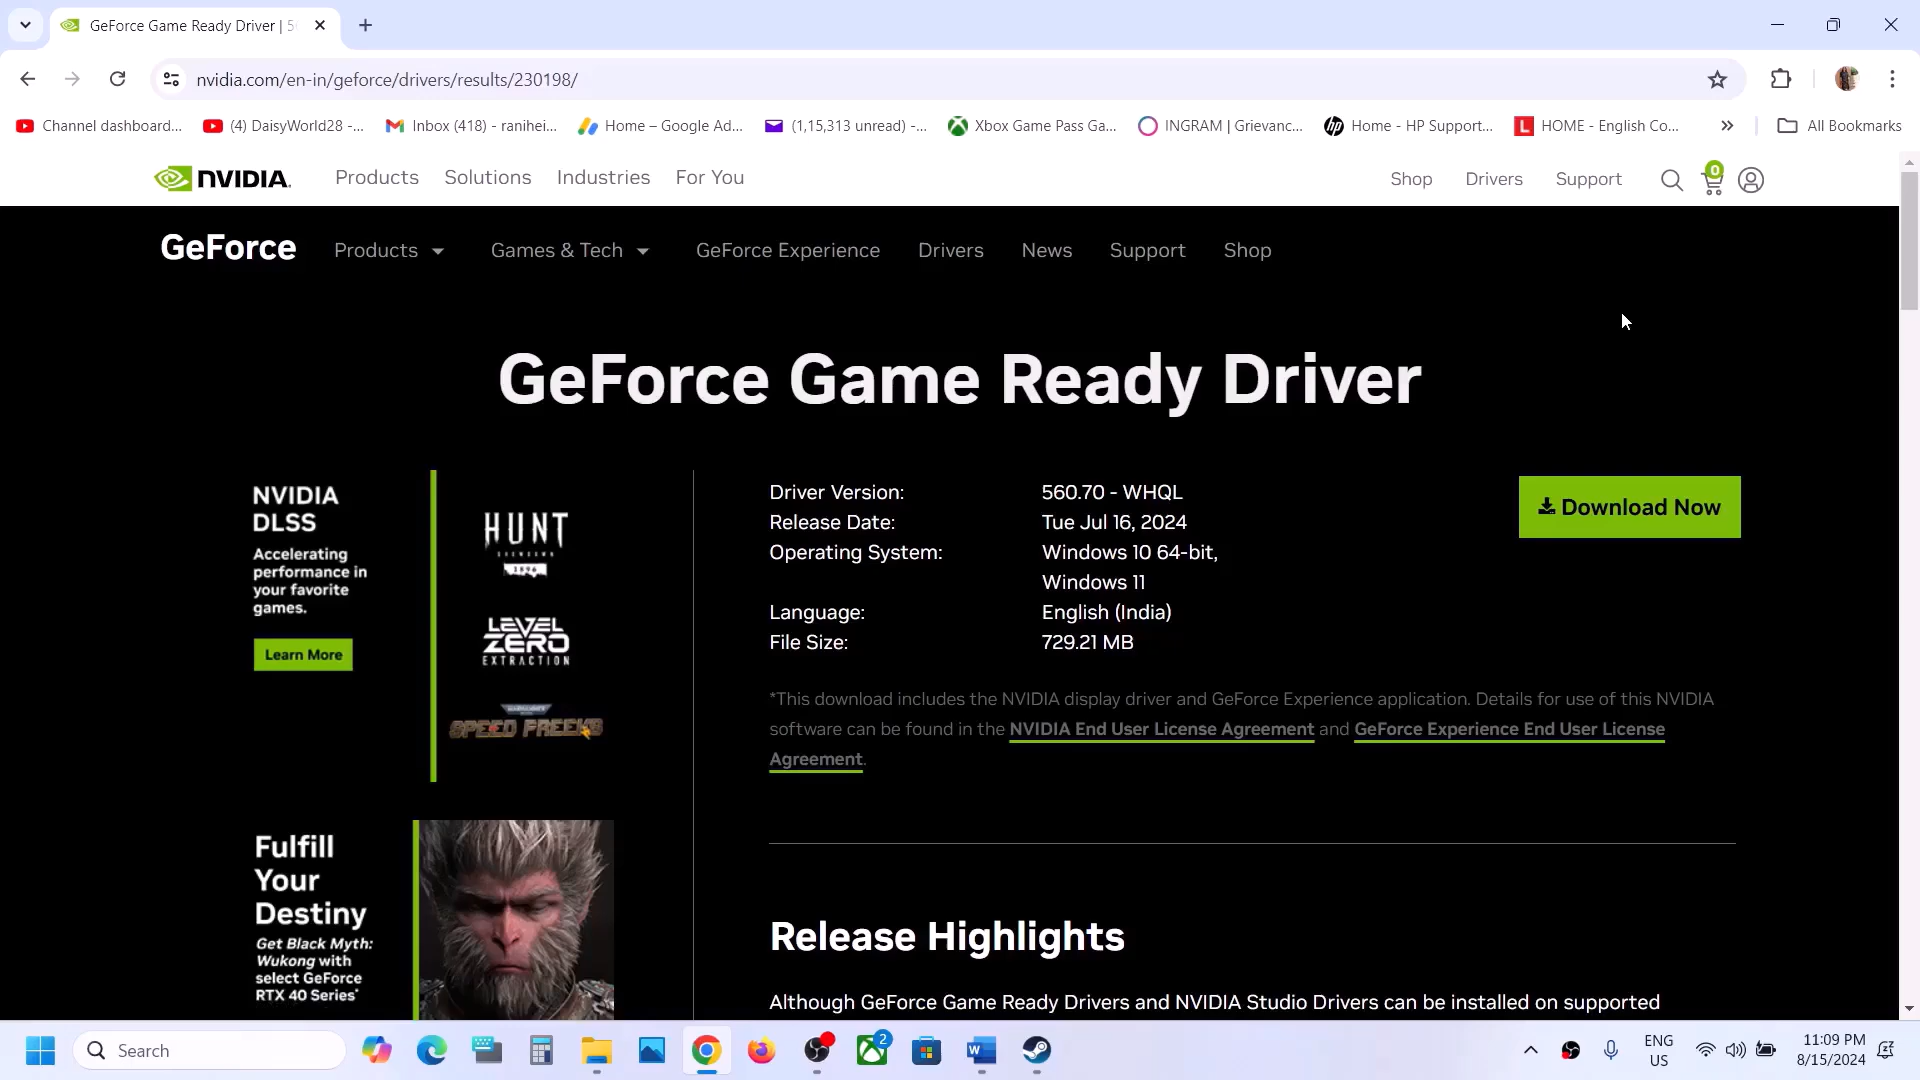 GeForce Game Ready Driver | 5
nvidia.com/en-in/geforce/drivers/results/230198/
Channel dashboard...
(4) DaisyWorld28 -...
Inbox (418) - ranihei...
Home – Google Ad...
(1,15,313 unread) -...
Xbox Game Pass Ga...
INGRAM | Grievanc...
Home - HP Support...
HOME - English Co...
All Bookmarks
NVIDIA.
Products
Solutions
Industries
For You
Shop
Drivers
Support
0
GeForce
Products
Games & Tech
GeForce Experience
Drivers
News
Support
Shop
GeForce Game Ready Driver
NVIDIA
DLSS
Accelerating
performance in
your favorite
games.
Learn More
HUNT
SHOWDOWN
1896
LEVEL
ZERO
EXTRACTION
WARHAMMER
SPEED FREEKS
Driver Version: 560.70 - WHQL
Release Date: Tue Jul 16, 2024
Operating System: Windows 10 64-bit,
Windows 11
Language: English (India)
File Size: 729.21 MB
Download Now
*This download includes the NVIDIA display driver and GeForce Experience application. Details for use of this NVIDIA
software can be found in the NVIDIA End User License Agreement and GeForce Experience End User License
Agreement.
Fulfill
Your
Destiny
Get Black Myth:
Wukong with
select GeForce
RTX 40 Series*
Release Highlights
Although GeForce Game Ready Drivers and NVIDIA Studio Drivers can be installed on supported
Search
2
ENG
US
11:09 PM
8/15/2024